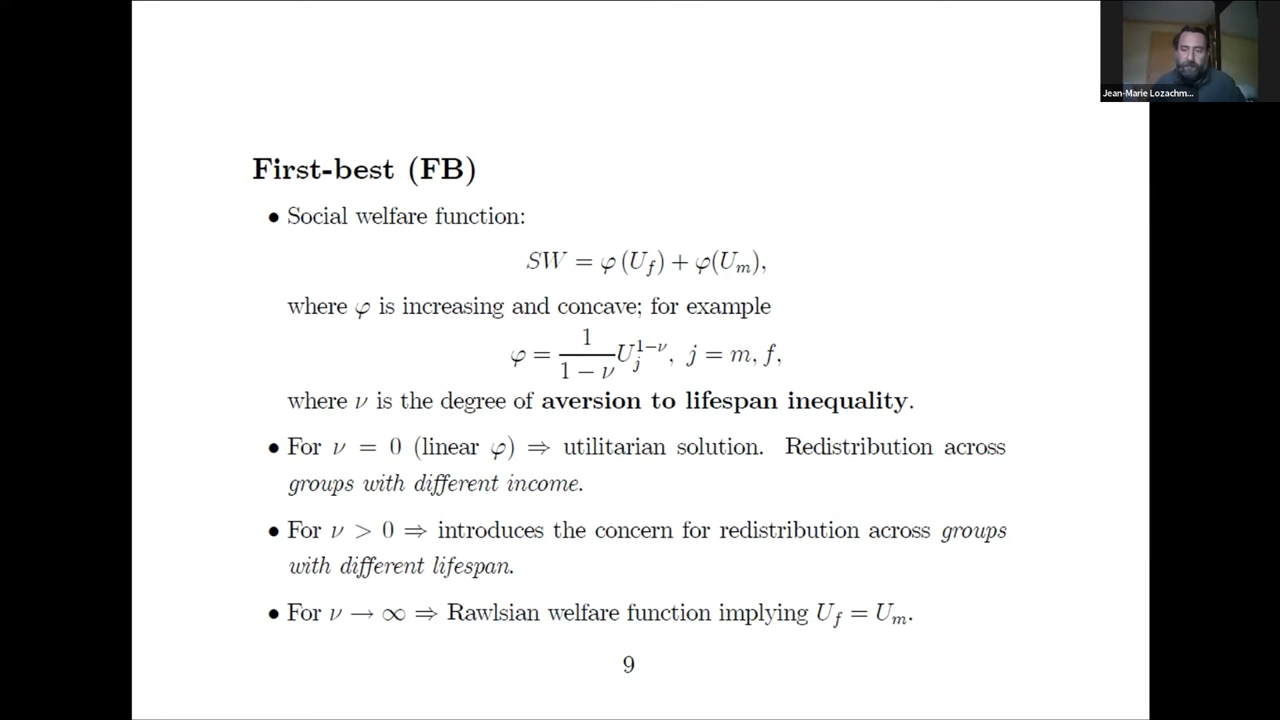 Jean-Marie Lozachm...
First-best (FB)
• Social welfare function:
SW = φ (U_f) + φ(U_m),
where φ is increasing and concave; for example
φ = \frac{1}{1 − ν} U_j^{1−ν}, j = m, f,
where ν is the degree of aversion to lifespan inequality.
• For ν = 0 (linear φ) ⇒ utilitarian solution. Redistribution across
groups with different income.
• For ν > 0 ⇒ introduces the concern for redistribution across groups
with different lifespan.
• For ν → ∞ ⇒ Rawlsian welfare function implying U_f = U_m.
9